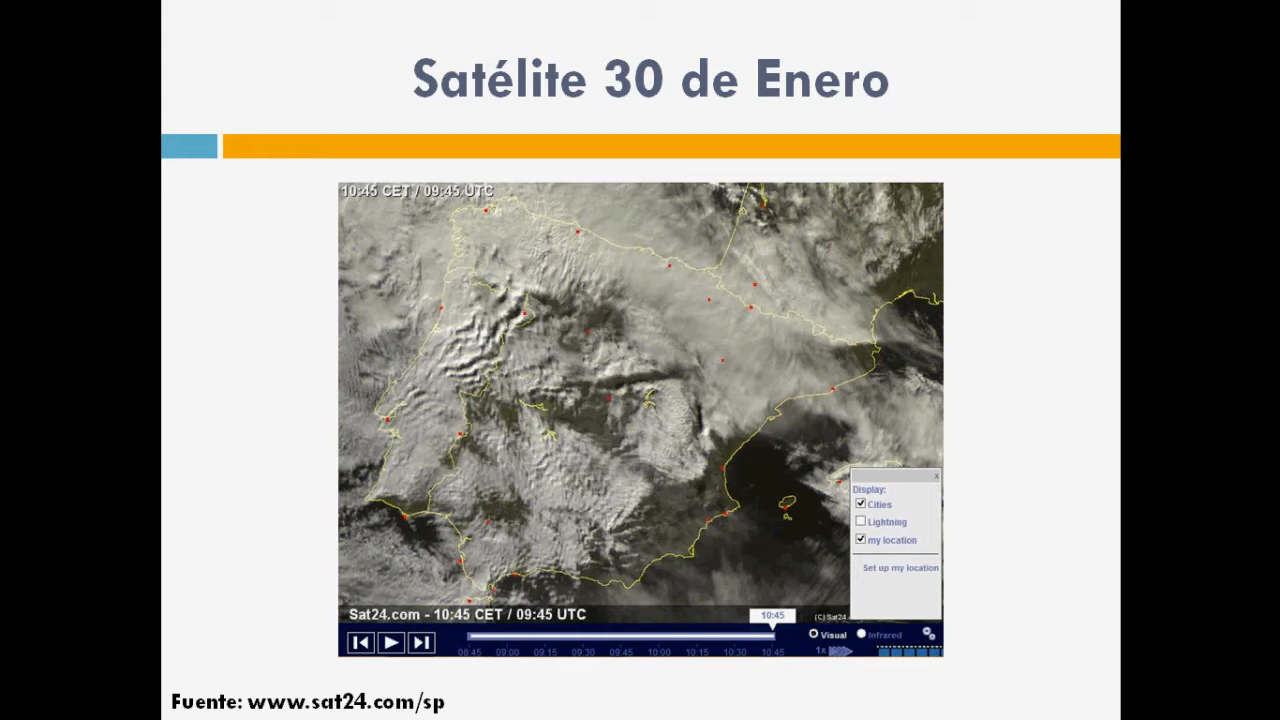 Satélite 30 de Enero
10:45 CET / 09:45 UTC
x
Display:
Cities
Lightning
my location
Set up my location
Sat24.com - 10:45 CET / 09:45 UTC
10:45
(C) Sat24.
Visual
Infrared
08:45 09:00 09:15 09:30 09:45 10:00 10:15 10:30 10:45
1x
Fuente: www.sat24.com/sp